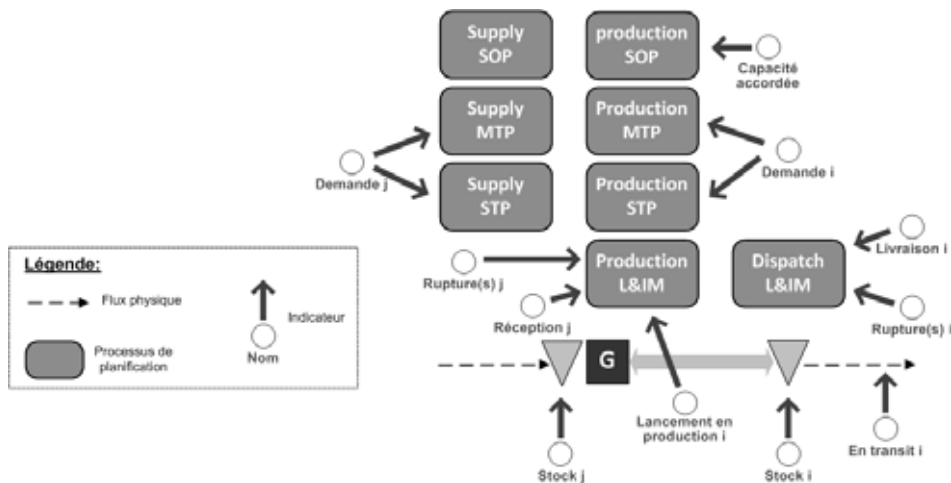 Supply
SOP
production
SOP
Capacité
accordée
Supply
MTP
Production
MTP
Demande j
Demande i
Supply
STP
Production
STP
Livraison i
Légende:
Flux physique
Indicateur
Processus de
planification
Nom
Rupture(s) j
Production
L&IM
Dispatch
L&IM
Réception j
Rupture(s) i
G
Lancement en
production i
En transit i
Stock j
Stock i